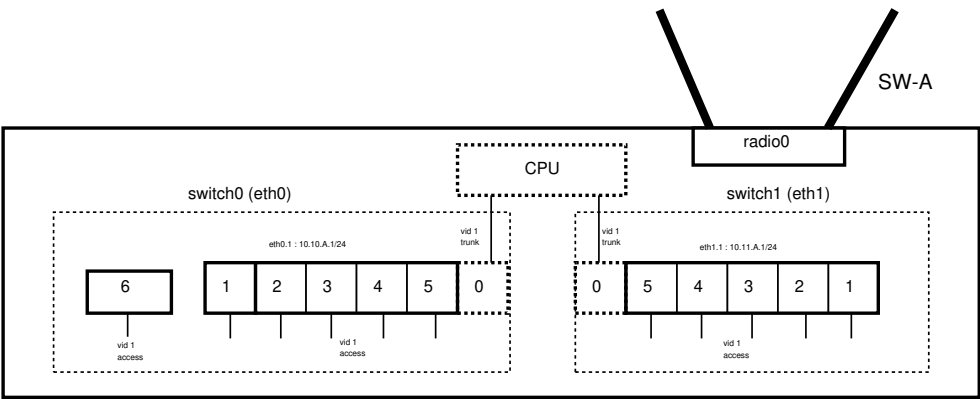 SW-A
radio0
CPU
switch0 (eth0)
switch1 (eth1)
vid 1
trunk
vid 1
trunk
eth0.1 : 10.10.A.1/24
eth1.1 : 10.11.A.1/24
6
1 2 3 4 5 0
0 5 4 3 2 1
vid 1
access
vid 1
access
vid 1
access